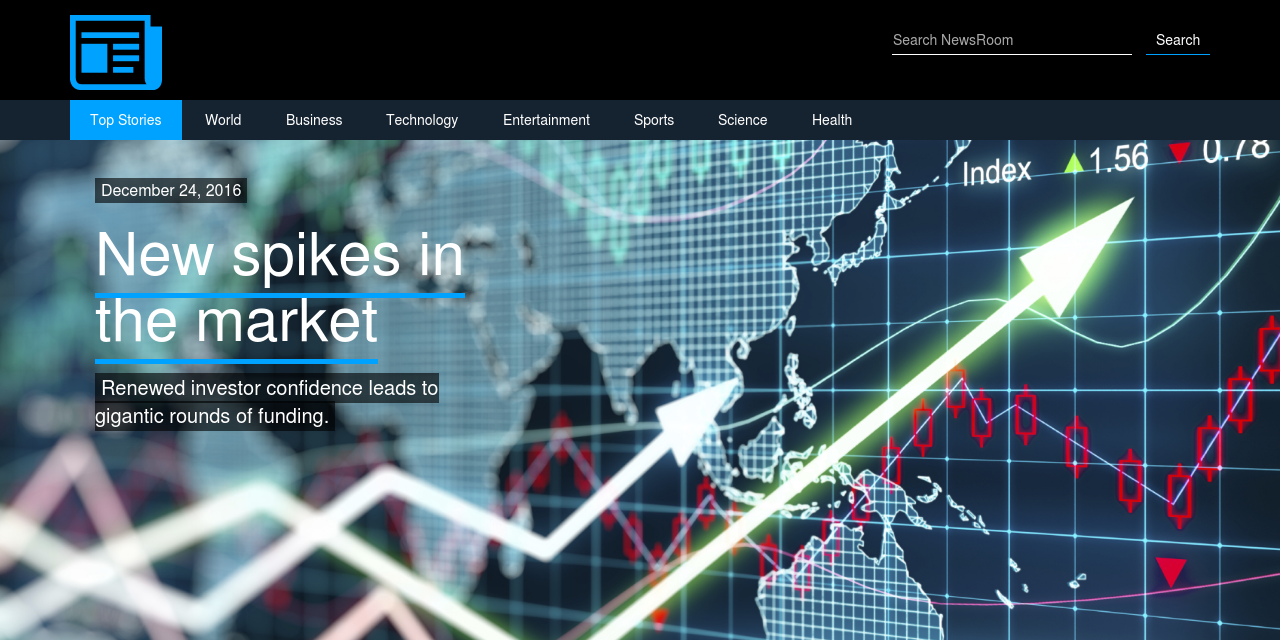 Search NewsRoom
Search
Top Stories World Business Technology Entertainment Sports Science Health
Index 1.56 0.78
December 24, 2016
New spikes in
the market
Renewed investor confidence leads to
gigantic rounds of funding.